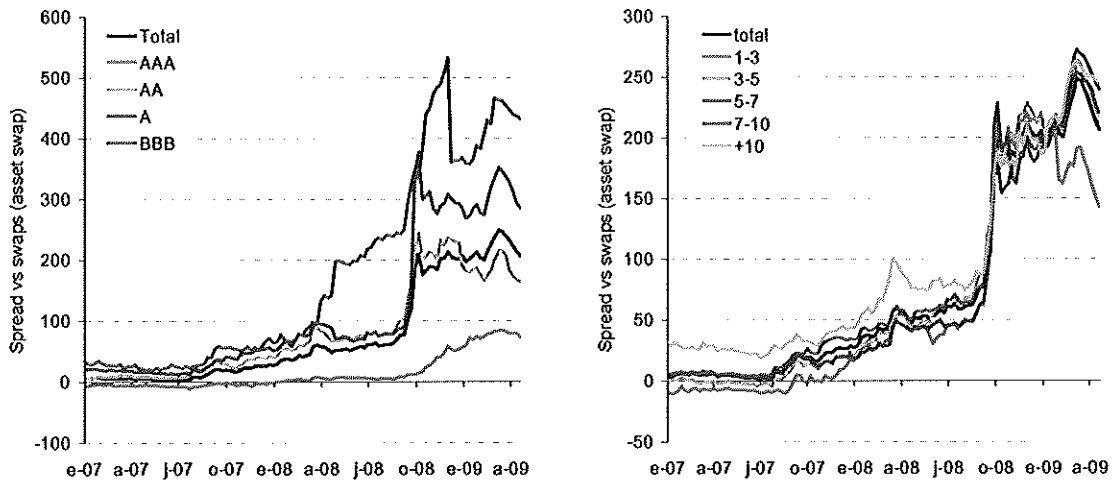 600
500
400
300
200
100
0
-100
Spread vs swaps (asset swap)
Total
AAA
AA
A
BBB
e-07 a-07 j-07 o-07 e-08 a-08 j-08 o-08 e-09 a-09
300
250
200
150
100
50
0
-50
Spread vs swaps (asset swap)
total
1-3
3-5
5-7
7-10
+10
e-07 a-07 j-07 o-07 e-08 a-08 j-08 o-08 e-09 a-09